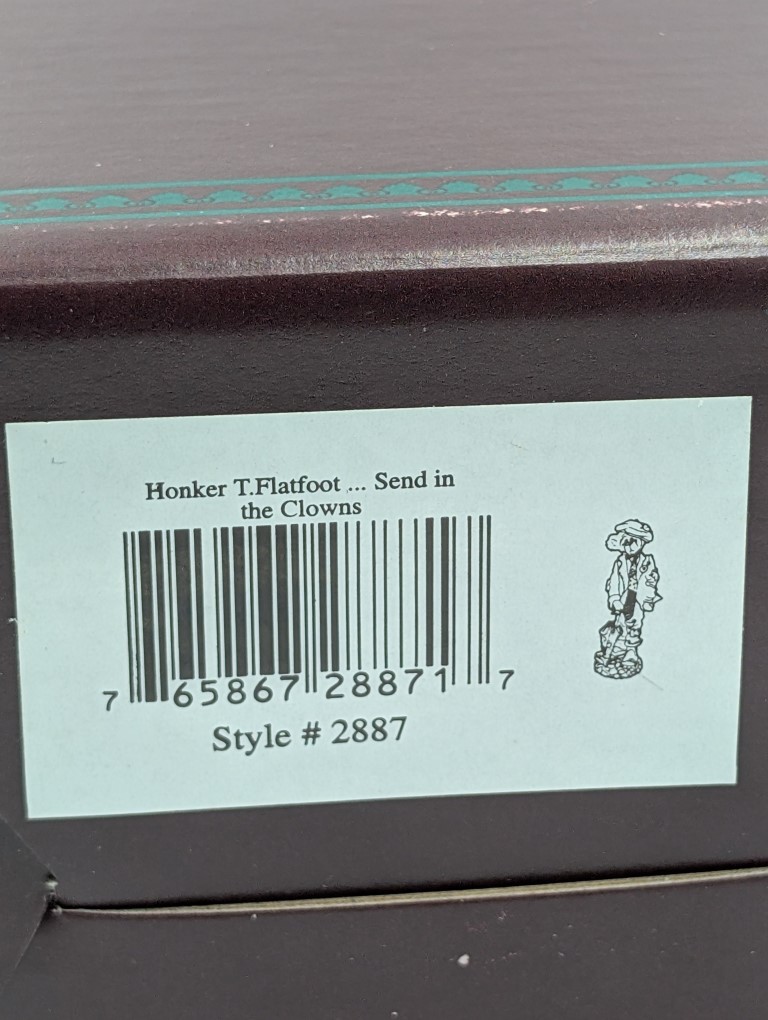 Honker T.Flatfoot ... Send in
the Clowns
7 65867 28871 7
Style # 2887